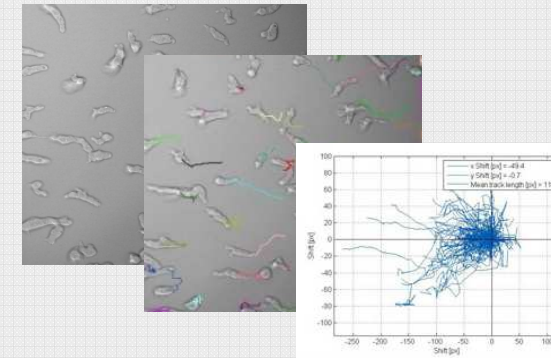 x Shift [px] = -49.4
y Shift [px] = -0.7
Mean track length [px] = 11
100
80
60
40
20
0
-20
-40
-60
-80
-100
Shift [px]
-250 -200 -150 -100 -50 0 50 100
Shift [px]